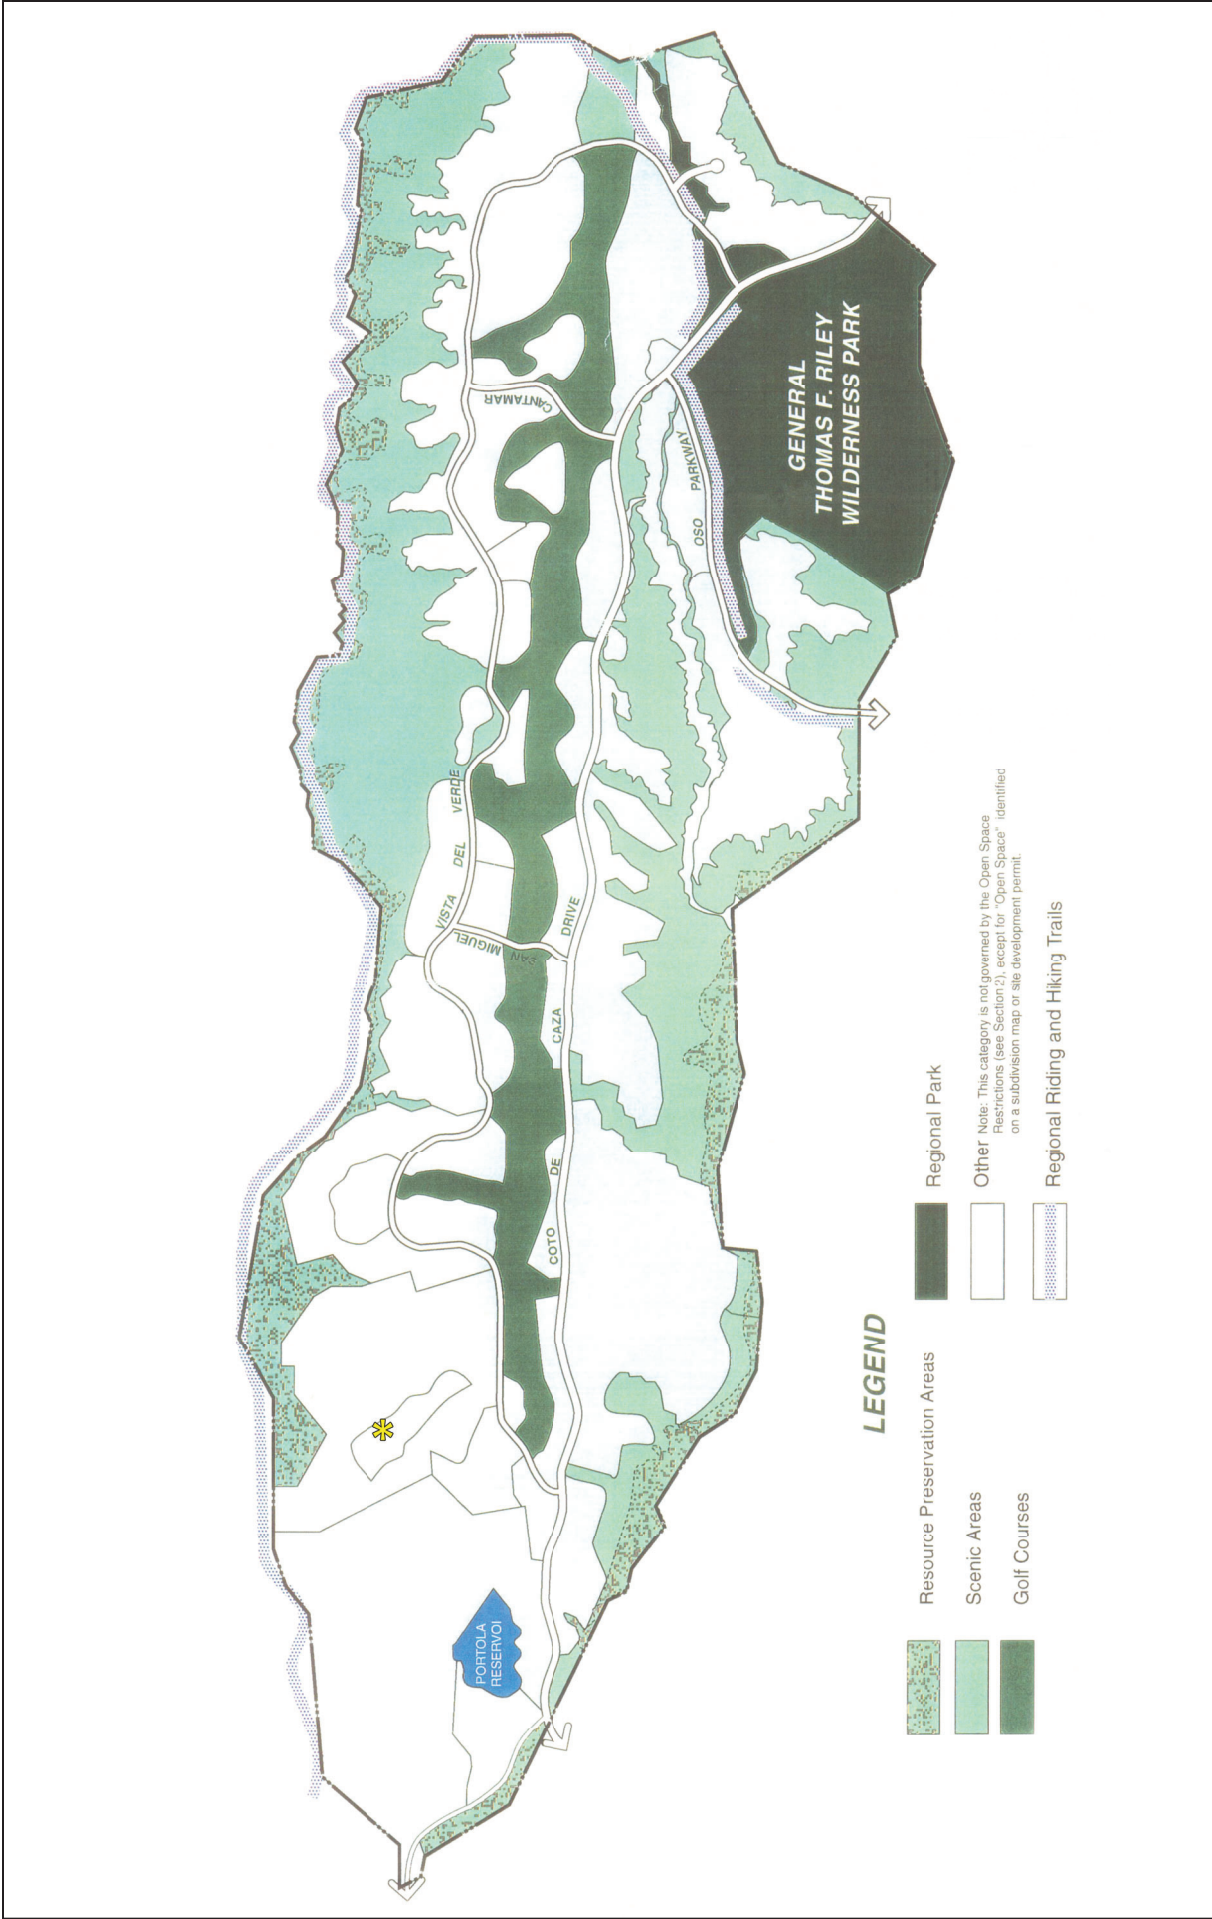 GENERAL
THOMAS F. RILEY
WILDERNESS PARK
CANTAMAR
OSO PARKWAY
VISTA DEL VERDE
SAN MIGUEL
COTO DE CAZA DRIVE
PORTOLA
RESERVOI
*
LEGEND
Resource Preservation Areas
Scenic Areas
Golf Courses
Regional Park
Other Note: This category is not governed by the Open Space
Restrictions (see Section 2), except for "Open Space" identified
on a subdivision map or site development permit.
Regional Riding and Hiking Trails